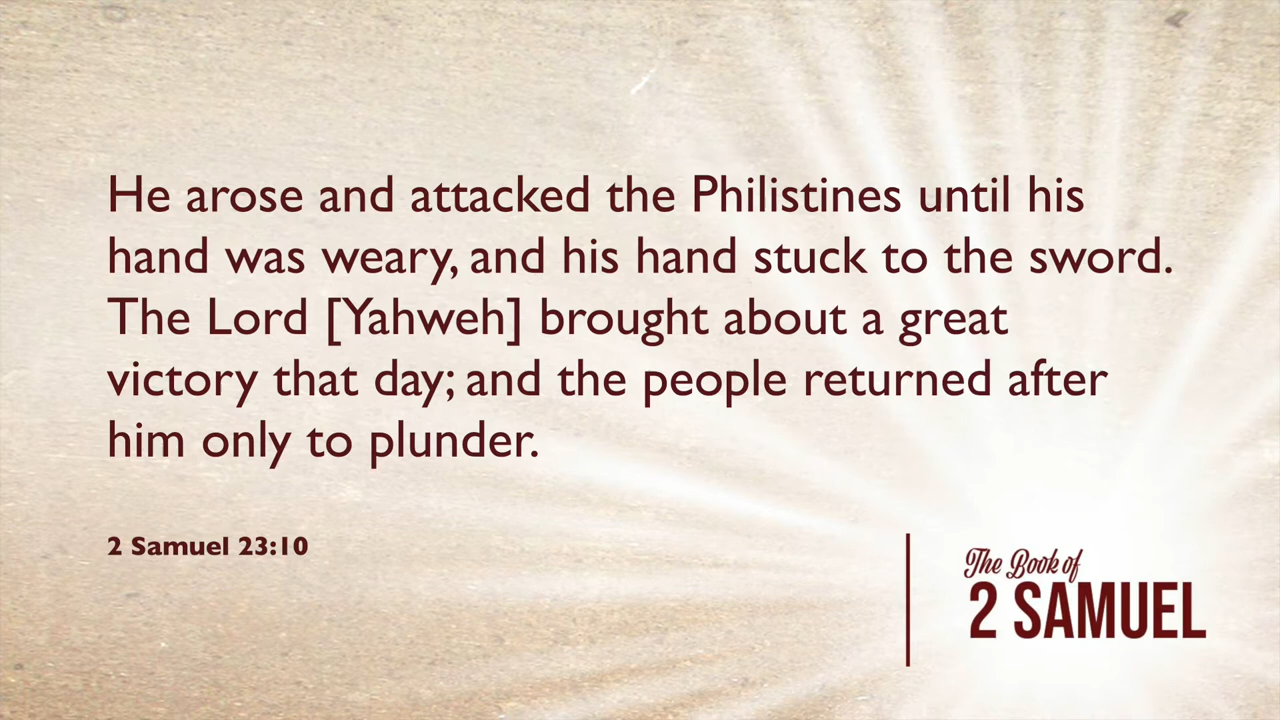 He arose and attacked the Philistines until his
hand was weary, and his hand stuck to the sword.
The Lord [Yahweh] brought about a great
victory that day; and the people returned after
him only to plunder.
2 Samuel 23:10
The Book of
2 SAMUEL